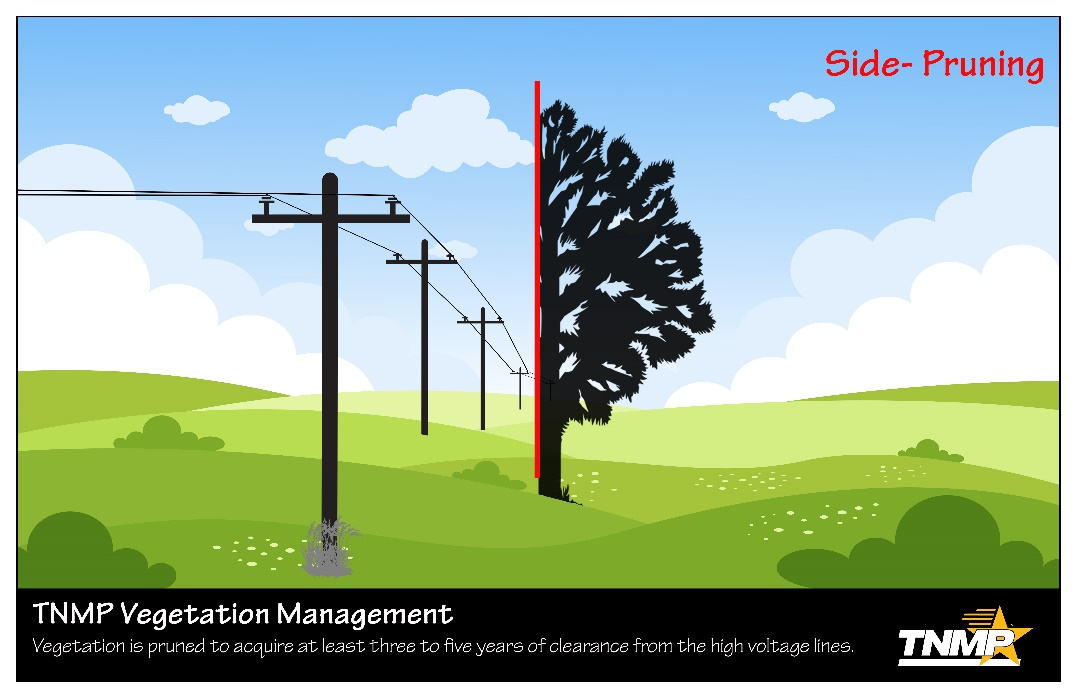 Side- Pruning
TNMP Vegetation Management
Vegetation is pruned to acquire at least three to five years of clearance from the high voltage lines.
TNMP